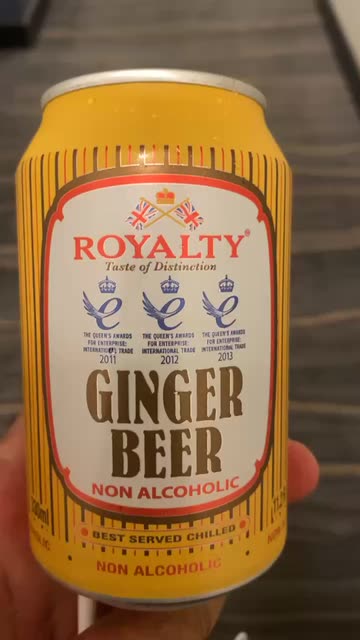 ROYALTY®
Taste of Distinction
THE QUEEN'S AWARDS
FOR ENTERPRISE:
INTERNATIONAL TRADE
2011
THE QUEEN'S AWARDS
FOR ENTERPRISE:
INTERNATIONAL TRADE
2012
THE QUEEN'S AWARDS
FOR ENTERPRISE:
INTERNATIONAL TRADE
2013
GINGER
BEER
NON ALCOHOLIC
BEST SERVED CHILLED
NON ALCOHOLIC